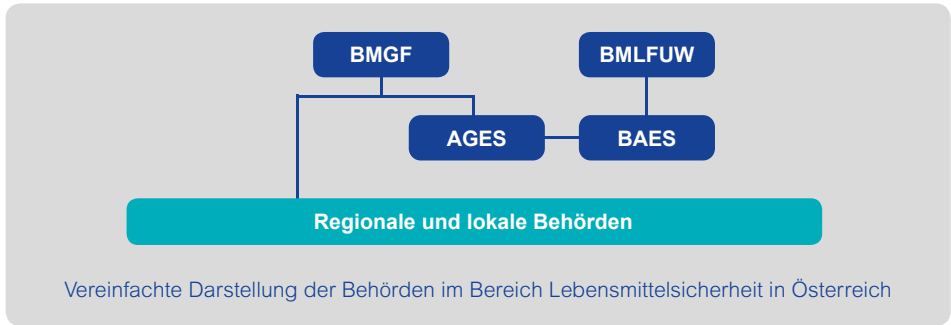 BMGF
BMLFUW
AGES
BAES
Regionale und lokale Behörden
Vereinfachte Darstellung der Behörden im Bereich Lebensmittelsicherheit in Österreich